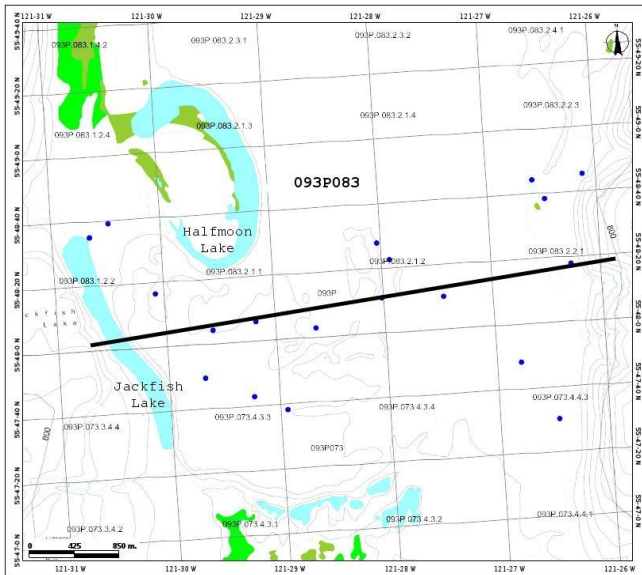 121-31 W
121-30 W
121-29 W
121-28 W
121-27 W
121-26 W
N
55-49-40 N
55-49-20 N
55-49-0 N
55-48-40 N
55-48-20 N
55-48-0 N
55-47-40 N
55-47-20 N
55-47-0 N
093P.083.1.4.2
093P.083.2.3.1
093P.083.2.3.2
093P.083.2.4.1
093P.083.1.2.4
093P.083.2.1.3
093P.083.2.1.4
093P.083.2.2.3
093P083
Halfmoon
Lake
800
093P.083.1.2.2
093P.083.2.1.1
093P.083.2.1.2
093P.083.2.2.1
093P
ckfish
Lake
Jackfish
Lake
093P.073.4.3.3
093P.073.4.3.4
093P.073.4.4.3
093P.073.3.4.4
800
093P073
093P.073.3.4.2
093P.073.4.3.1
093P.073.4.3.2
093P.073.4.4.1
0 425 850 m.
55-49-20 N
55-49-0 N
55-48-40 N
55-48-20 N
55-48-0 N
55-47-40 N
55-47-20 N
55-47-0 N
121-31 W
121-30 W
121-29 W
121-28 W
121-27 W
121-26 W